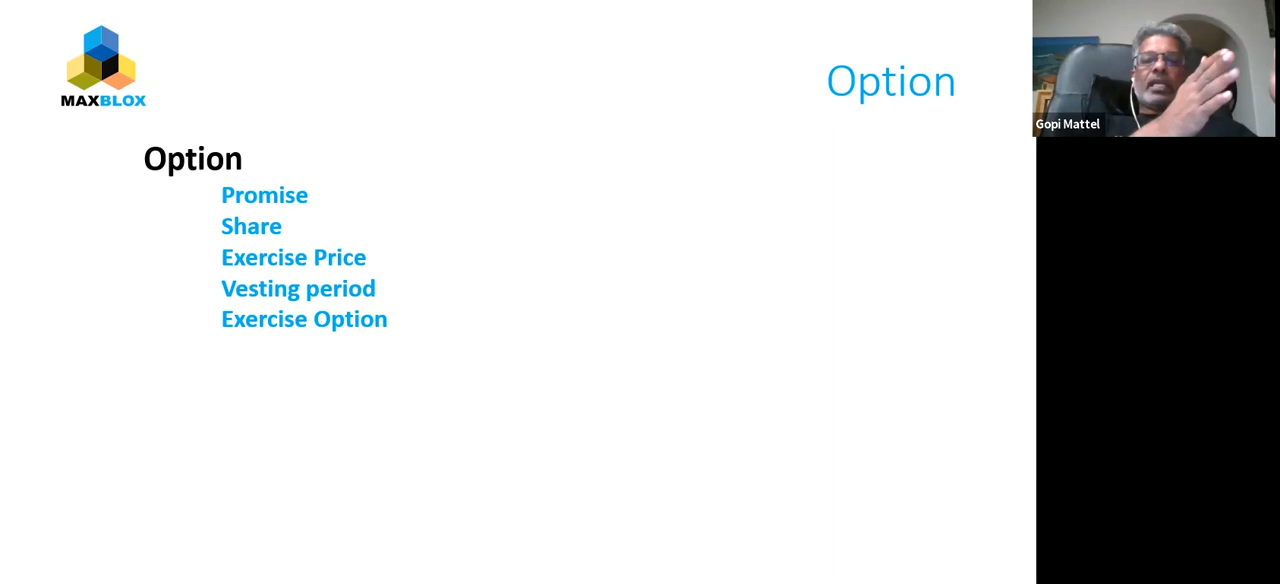 MAXBLOX
Option
Gopi Mattel
Option
Promise
Share
Exercise Price
Vesting period
Exercise Option